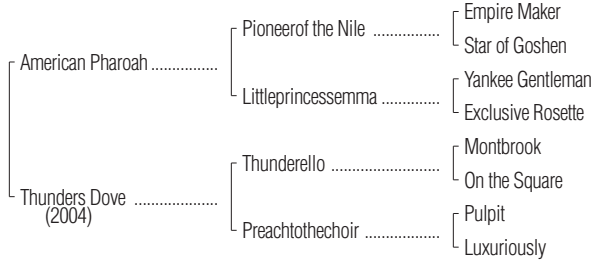 Empire Maker
Pioneerof the Nile ................
Star of Goshen
American Pharoah ................
Yankee Gentleman
Littleprincessemma ..............
Exclusive Rosette
Montbrook
Thunderello ..........................
On the Square
Thunders Dove ....................
(2004)
Pulpit
Preachtothechoir ..................
Luxuriously